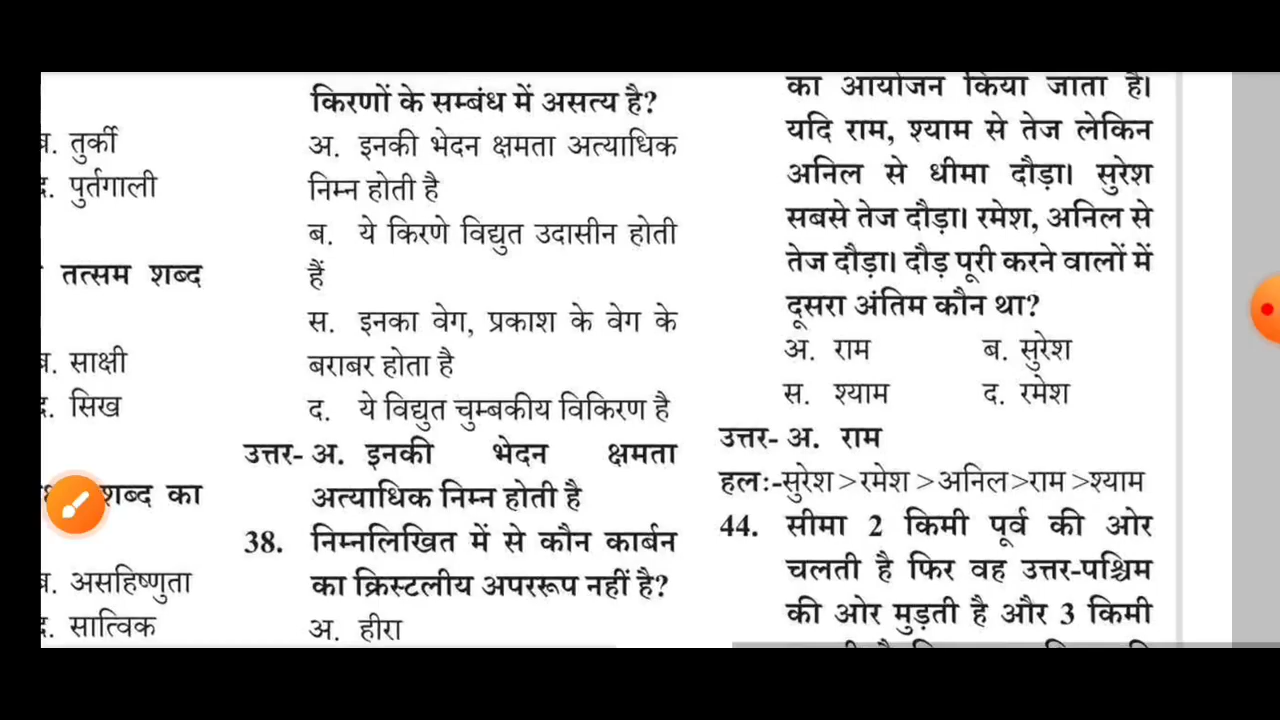 ब. तुर्की
द. पुर्तगाली
तत्सम शब्द
ब. साक्षी
द. सिख
शब्द का
ब. असहिष्णुता
द. सात्विक
किरणों के सम्बंध में असत्य है?
अ. इनकी भेदन क्षमता अत्याधिक
निम्न होती है
ब. ये किरणे विद्युत उदासीन होती
हैं
स. इनका वेग, प्रकाश के वेग के
बराबर होता है
द. ये विद्युत चुम्बकीय विकिरण है
उत्तर- अ. इनकी भेदन क्षमता
अत्याधिक निम्न होती है
38. निम्नलिखित में से कौन कार्बन
का क्रिस्टलीय अपररूप नहीं है?
अ. हीरा
का आयोजन किया जाता है।
यदि राम, श्याम से तेज लेकिन
अनिल से धीमा दौड़ा। सुरेश
सबसे तेज दौड़ा। रमेश, अनिल से
तेज दौड़ा। दौड़ पूरी करने वालों में
दूसरा अंतिम कौन था?
अ. राम ब. सुरेश
स. श्याम द. रमेश
उत्तर- अ. राम
हलः-सुरेश>रमेश>अनिल>राम>श्याम
44. सीमा 2 किमी पूर्व की ओर
चलती है फिर वह उत्तर-पश्चिम
की ओर मुड़ती है और 3 किमी